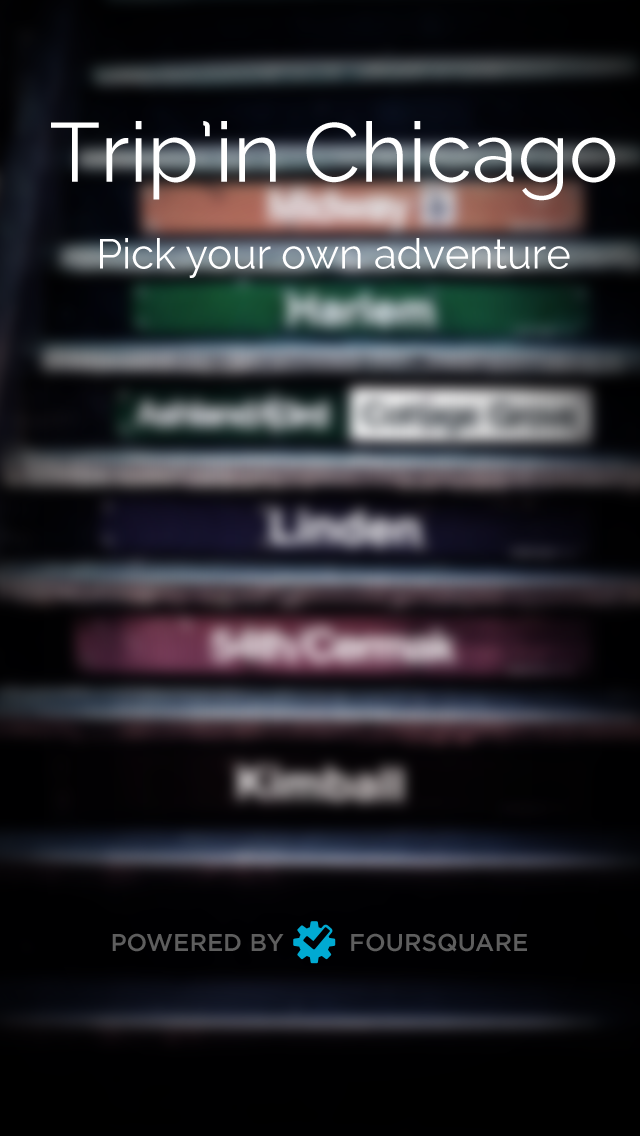 Trip'in Chicago
Midway
Pick your own adventure
Harlem
Ashland/63rd Cottage Grove
Linden
54th/Cermak
Kimball
POWERED BY FOURSQUARE